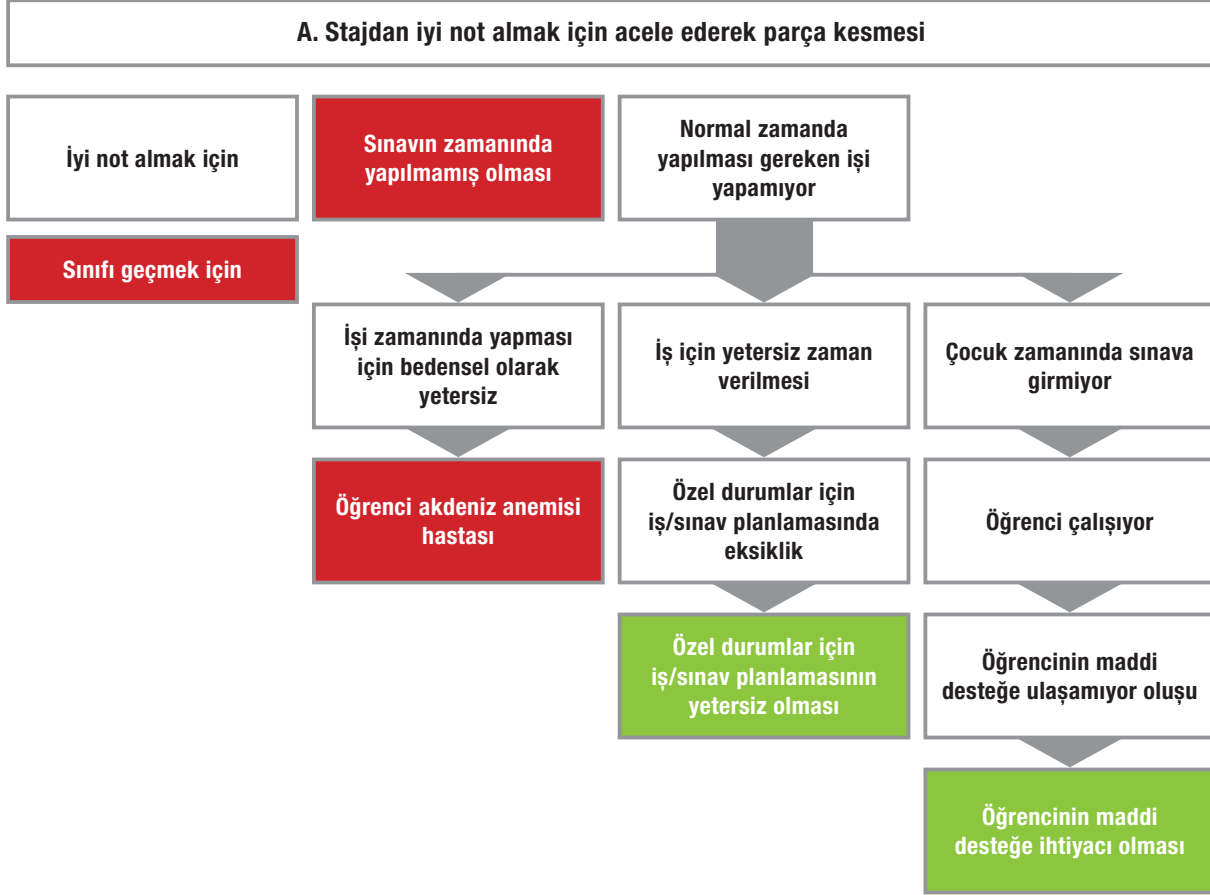 A. Stajdan iyi not almak için acele ederek parça kesmesi
İyi not almak için
Sınavın zamanında
yapılmamış olması
Normal zamanda
yapılması gereken işi
yapamıyor
Sınıfı geçmek için
İşi zamanında yapması
için bedensel olarak
yetersiz
İş için yetersiz zaman
verilmesi
Çocuk zamanında sınava
girmiyor
Öğrenci akdeniz anemisi
hastası
Özel durumlar için
iş/sınav planlamasında
eksiklik
Öğrenci çalışıyor
Özel durumlar için
iş/sınav planlamasının
yetersiz olması
Öğrencinin maddi
desteğe ulaşamıyor oluşu
Öğrencinin maddi
desteğe ihtiyacı olması